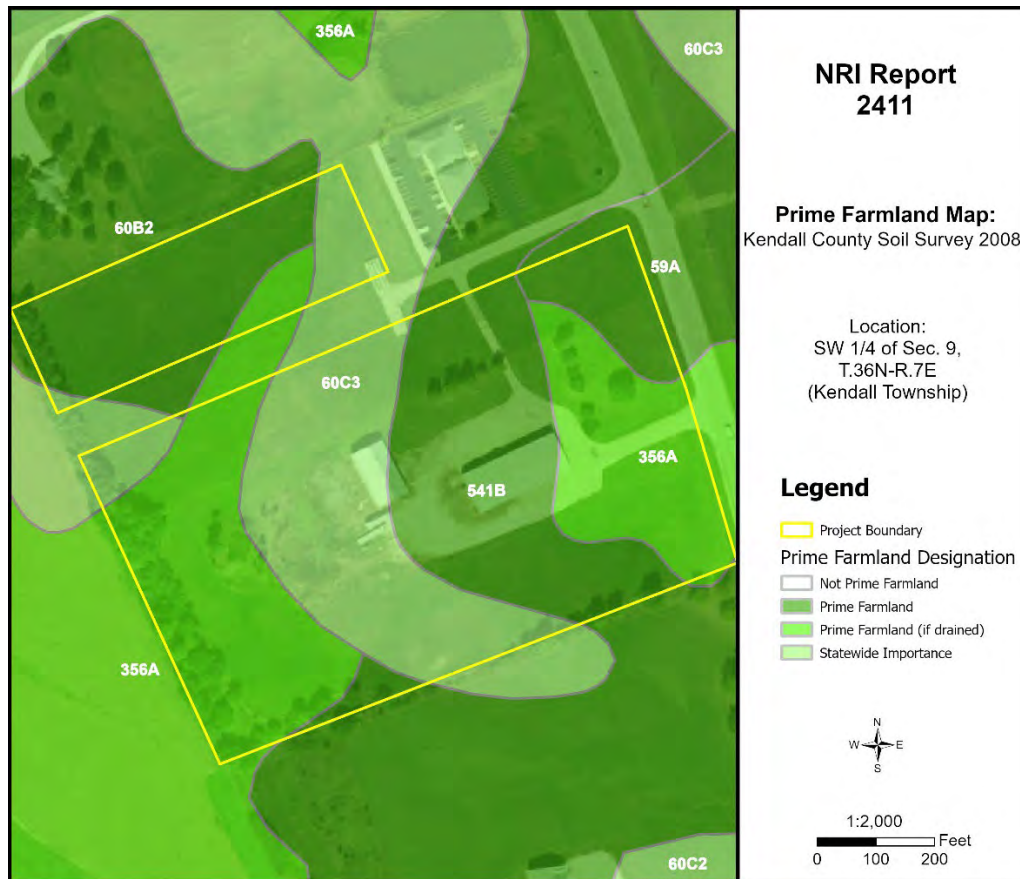 356A
60C3
60B2
59A
60C3
356A
541B
356A
60C2
NRI Report
2411
Prime Farmland Map:
Kendall County Soil Survey 2008
Location:
SW 1/4 of Sec. 9,
T.36N-R.7E
(Kendall Township)
Legend
Project Boundary
Prime Farmland Designation
Not Prime Farmland
Prime Farmland
Prime Farmland (if drained)
Statewide Importance
N
W E
S
1:2,000
Feet
0 100 200